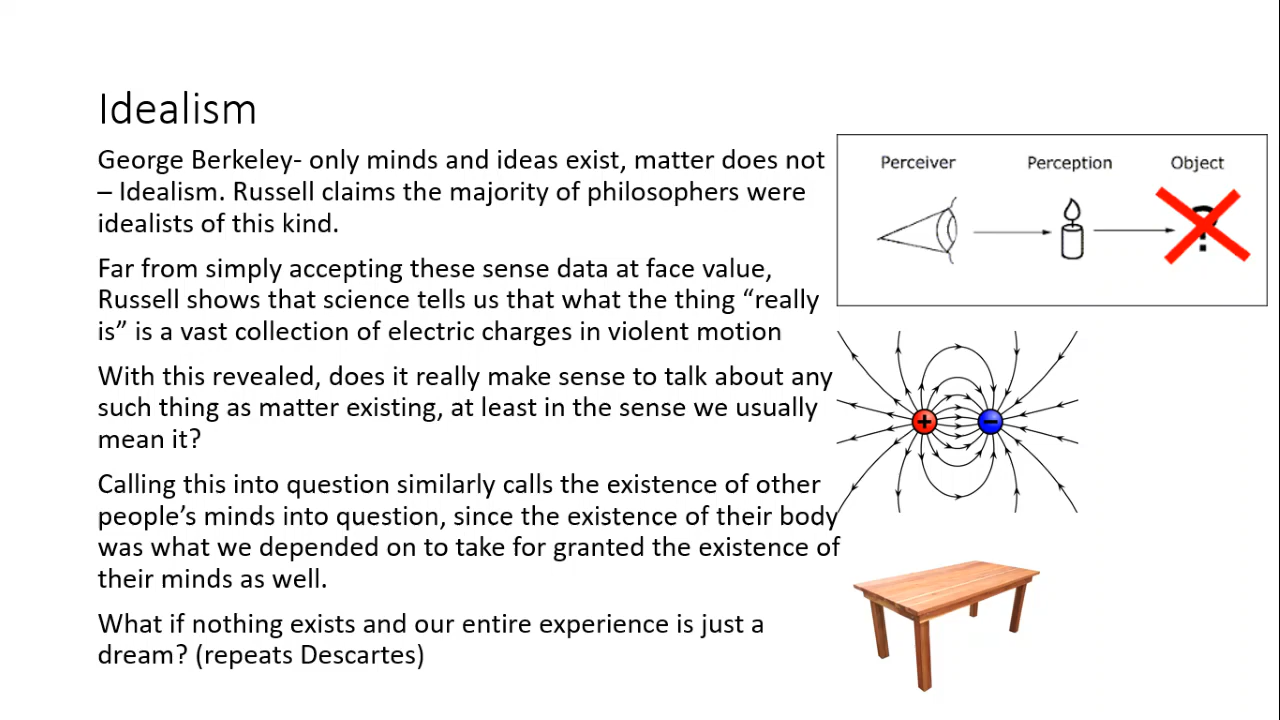 Idealism
George Berkeley- only minds and ideas exist, matter does not
– Idealism. Russell claims the majority of philosophers were
idealists of this kind.
Far from simply accepting these sense data at face value,
Russell shows that science tells us that what the thing “really
is” is a vast collection of electric charges in violent motion
With this revealed, does it really make sense to talk about any
such thing as matter existing, at least in the sense we usually
mean it?
Calling this into question similarly calls the existence of other
people’s minds into question, since the existence of their body
was what we depended on to take for granted the existence of
their minds as well.
What if nothing exists and our entire experience is just a
dream? (repeats Descartes)
Perceiver Perception Object
?
+ −